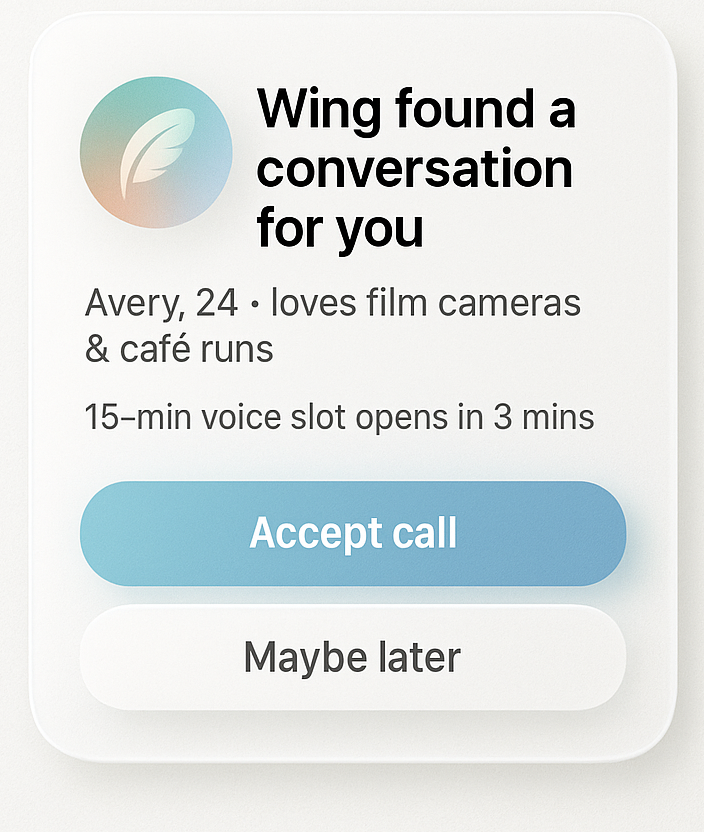 Wing found a
conversation
for you
Avery, 24 • loves film cameras
& café runs
15–min voice slot opens in 3 mins
Accept call
Maybe later